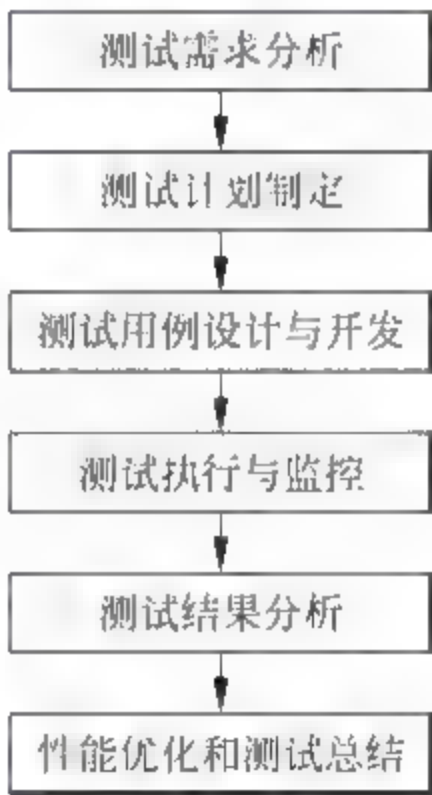 测试需求分析
测试计划制定
测试用例设计与开发
测试执行与监控
测试结果分析
性能优化和测试总结